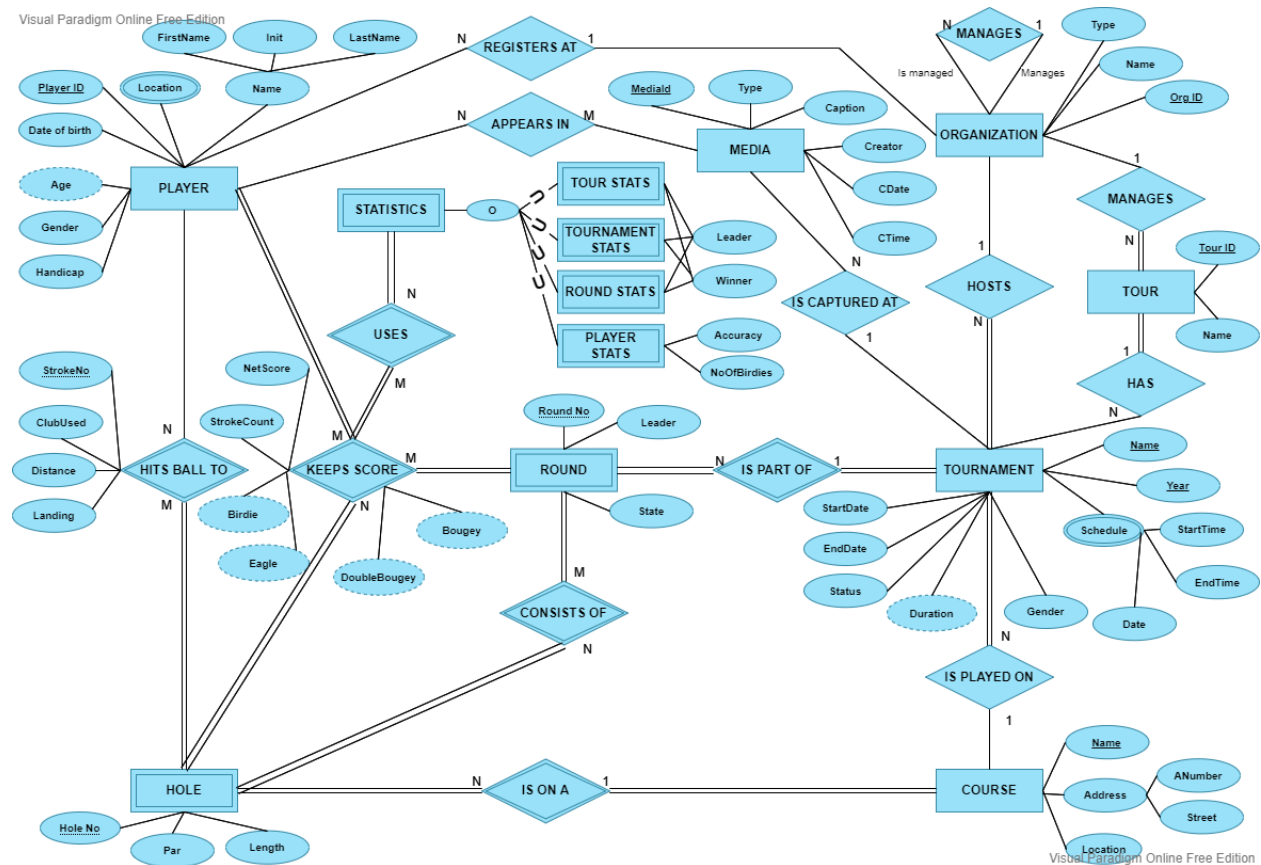 Visual Paradigm Online Free Edition
FirstName
Init
LastName
Player ID
Location
Name
Date of birth
Age
PLAYER
Gender
Handicap
N
REGISTERS AT
1
N
APPEARS IN
M
MediaId
Type
Caption
MEDIA
Creator
CDate
CTime
N
MANAGES
1
Is managed
Manages
Type
Name
Org ID
ORGANIZATION
1
MANAGES
N
Tour ID
TOUR
Name
1
HAS
N
1
HOSTS
N
N
IS CAPTURED AT
1
STATISTICS
O
TOUR STATS
TOURNAMENT
STATS
ROUND STATS
PLAYER
STATS
Leader
Winner
Accuracy
NoOfBirdies
N
USES
M
StrokeNo
ClubUsed
Distance
Landing
N
HITS BALL TO
M
NetScore
StrokeCount
Birdie
Eagle
M
KEEPS SCORE
M
N
Bougey
DoubleBougey
Round No
Leader
ROUND
State
N
IS PART OF
1
TOURNAMENT
Name
Year
Schedule
StartTime
EndTime
Date
StartDate
EndDate
Status
Duration
Gender
M
CONSISTS OF
N
N
IS PLAYED ON
1
HOLE
Hole No
Par
Length
N
IS ON A
1
COURSE
Name
Address
ANumber
Street
Location
Visual Paradigm Online Free Edition